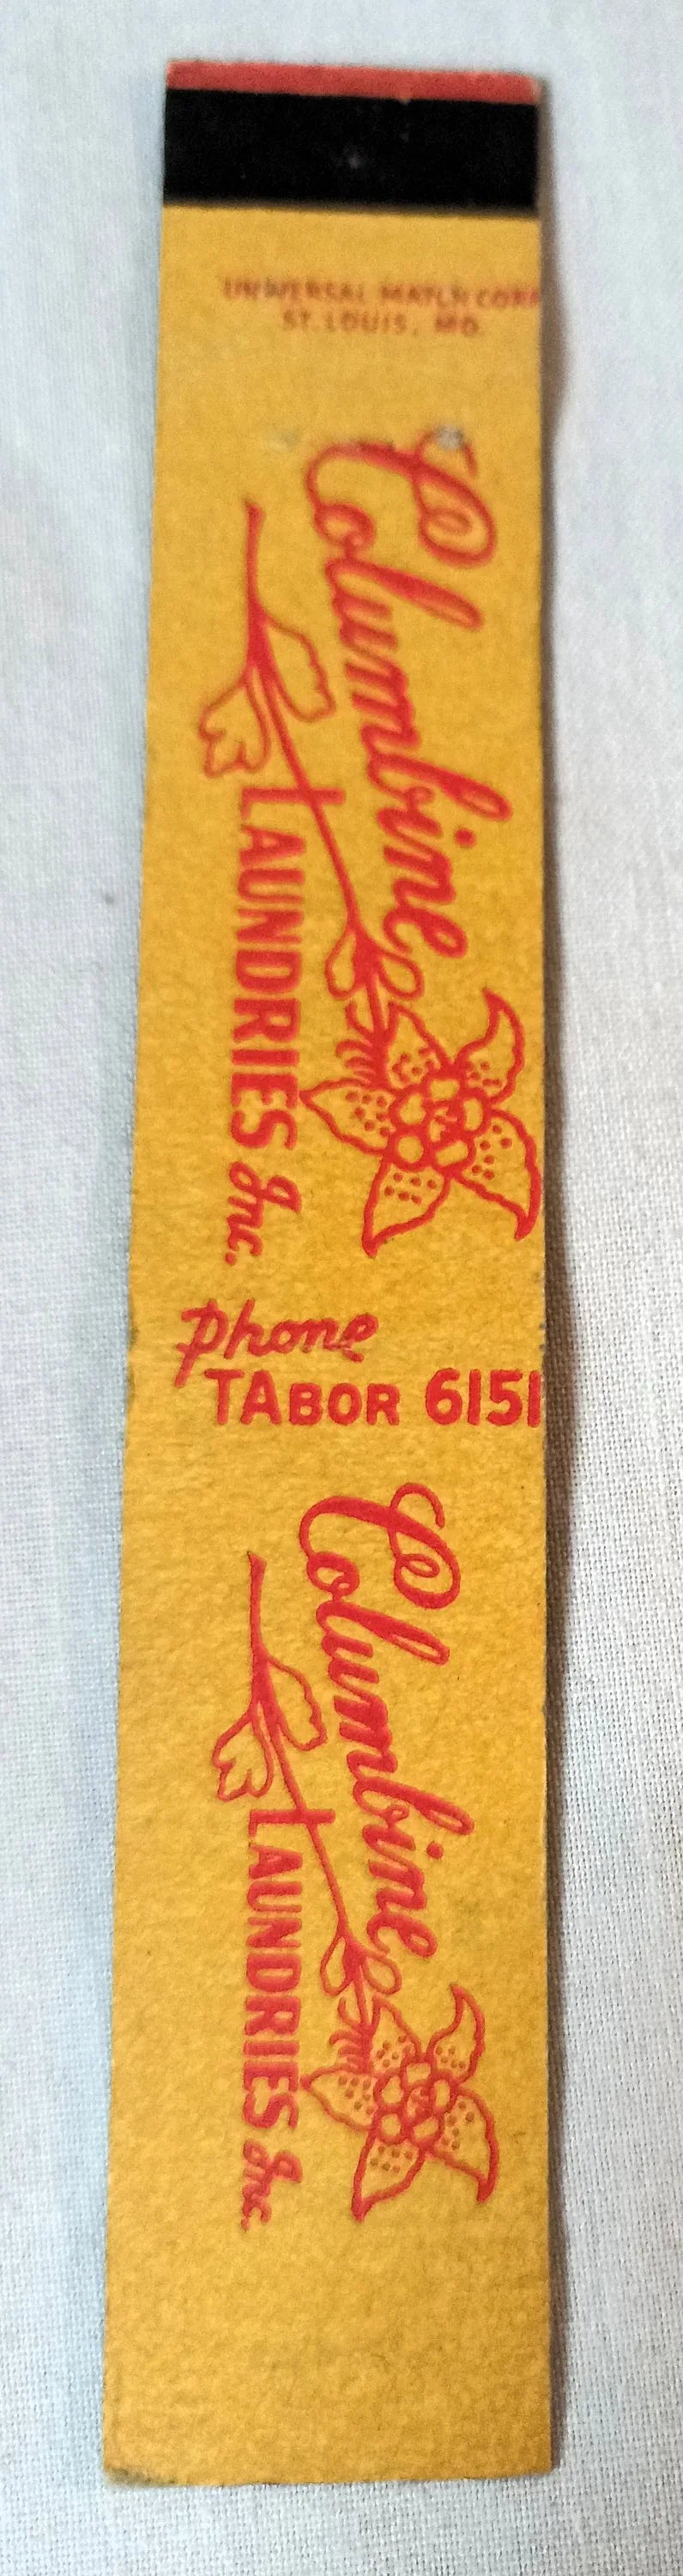 UNIVERSAL MATCH CORP
ST. LOUIS, MO.
Columbine
LAUNDRIES Inc.
phone
TABOR 6151
Columbine
LAUNDRIES Inc.